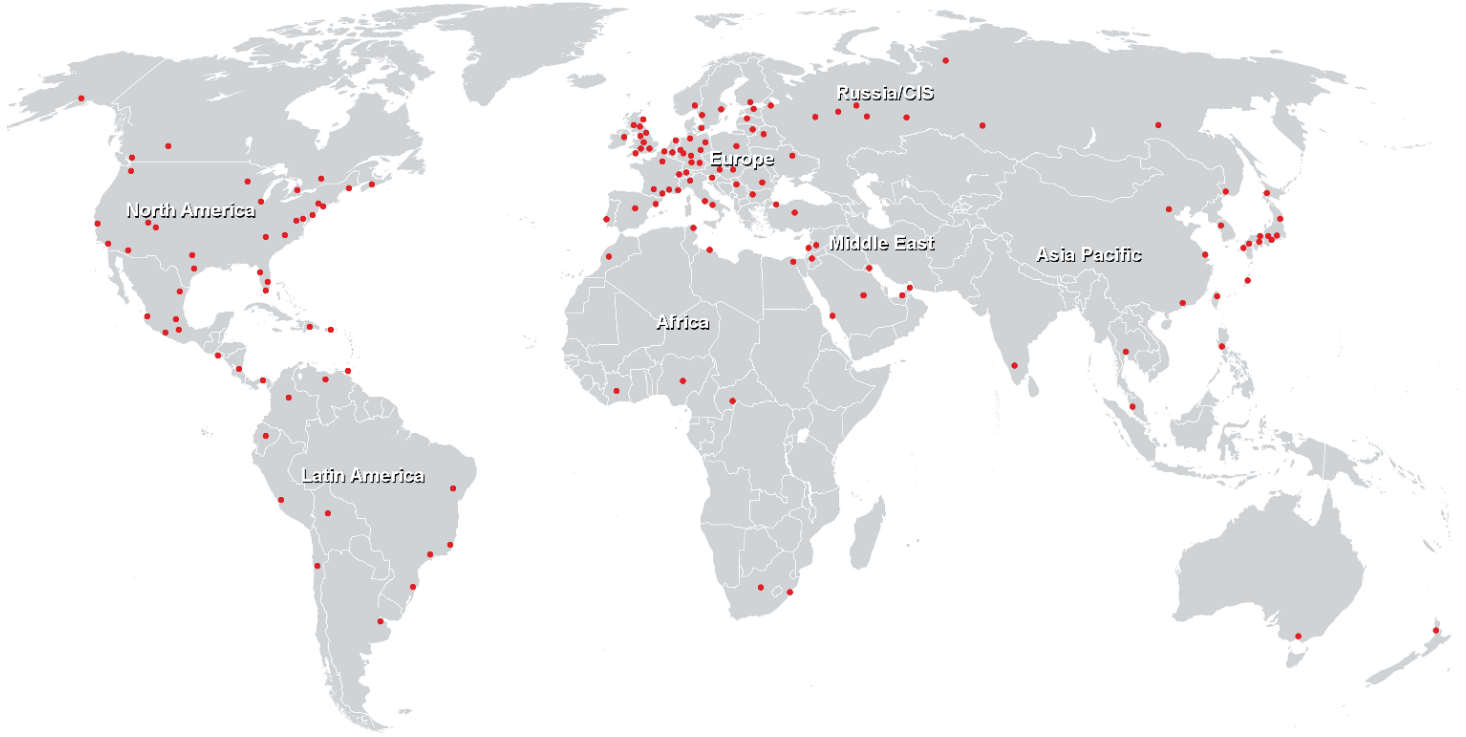 Russia/CIS
Europe
North America
Middle East
Asia Pacific
Africa
Latin America